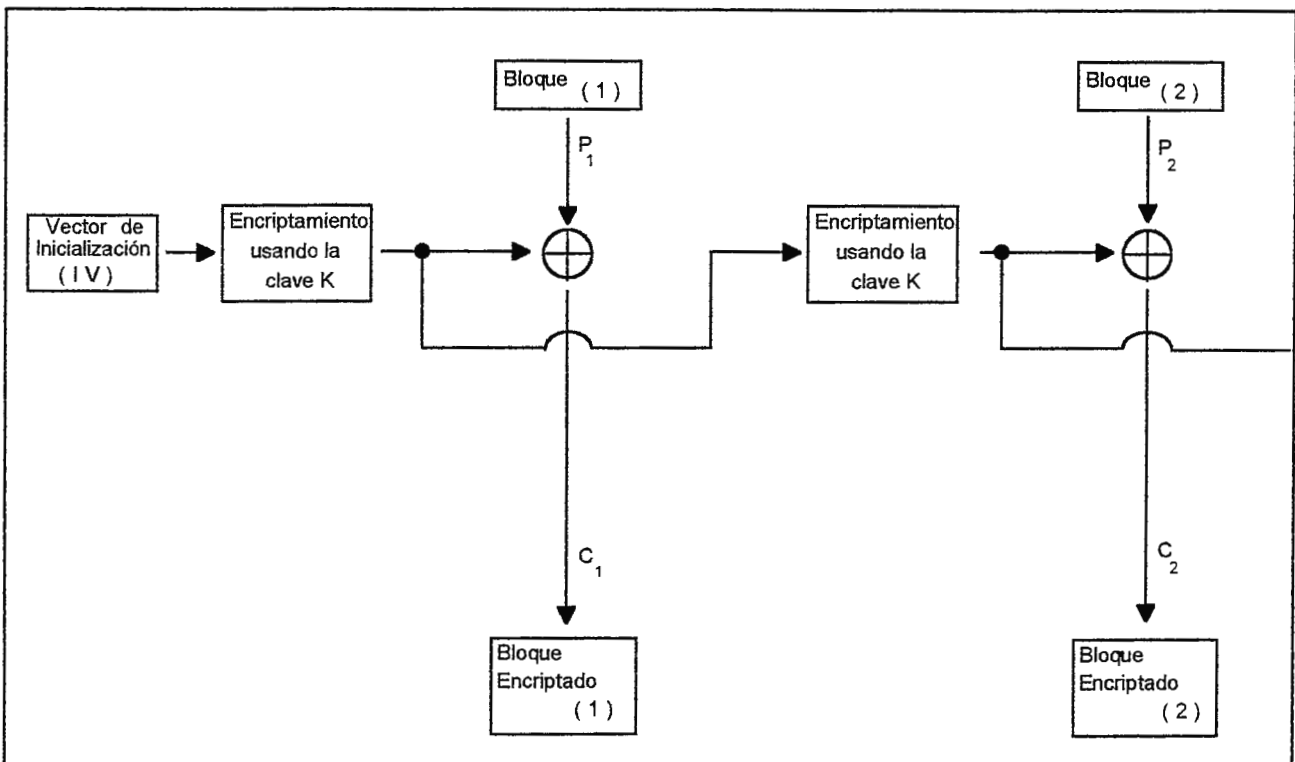 Bloque ( 1 )
Bloque ( 2 )
P1
P2
Vector de
Inicialización
( I V )
Encriptamiento
usando la
clave K
Encriptamiento
usando la
clave K
C1
C2
Bloque
Encriptado
( 1 )
Bloque
Encriptado
( 2 )